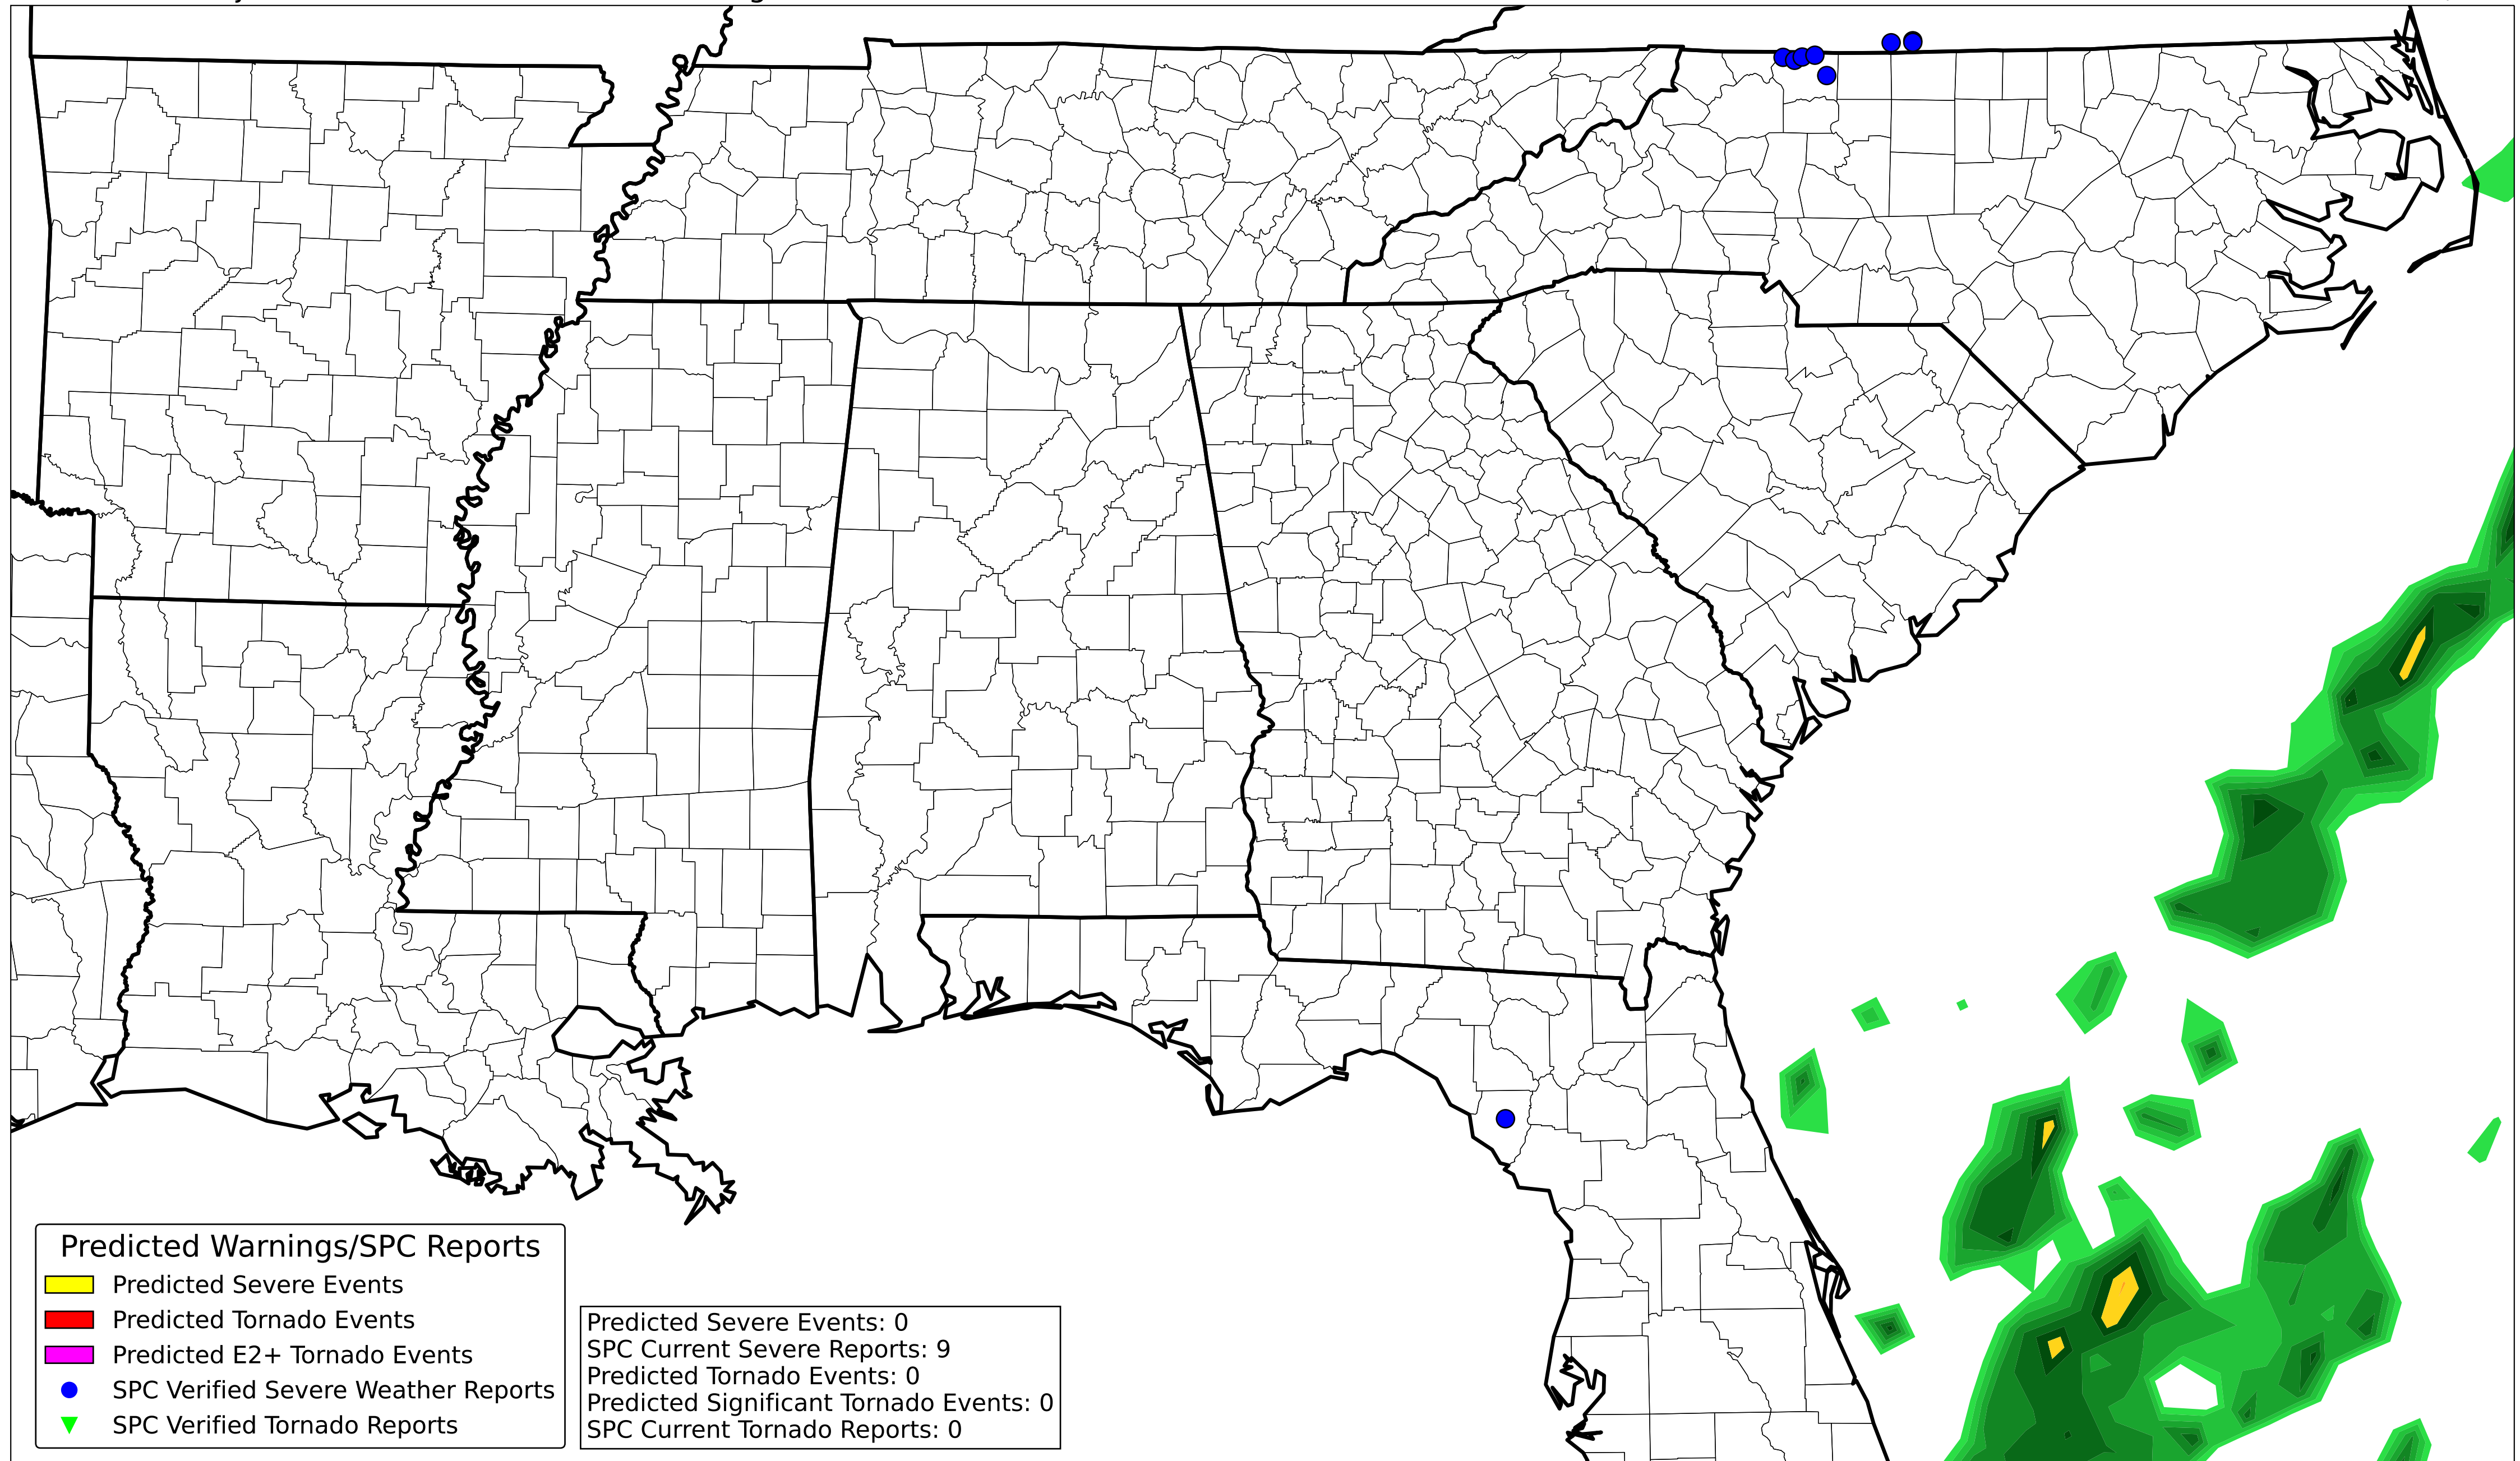 Predicted Warnings/SPC Reports
Predicted Severe Events
Predicted Tornado Events
Predicted E2+ Tornado Events
SPC Verified Severe Weather Reports
SPC Verified Tornado Reports
Predicted Severe Events: 0
SPC Current Severe Reports: 9
Predicted Tornado Events: 0
Predicted Significant Tornado Events: 0
SPC Current Tornado Reports: 0